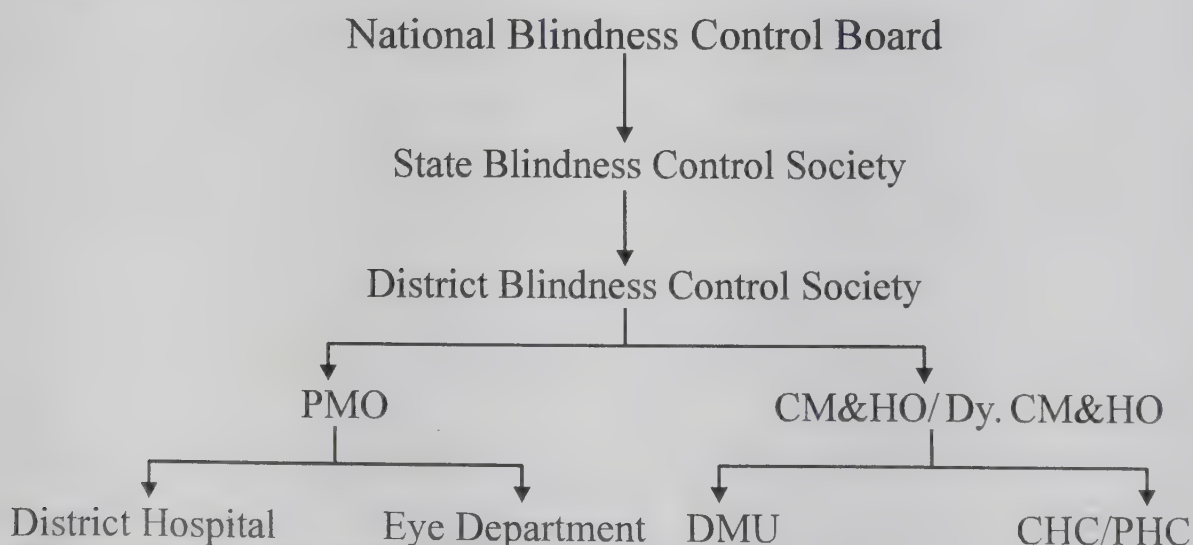 National Blindness Control Board
State Blindness Control Society
District Blindness Control Society
PMO CM&HO/ Dy. CM&HO
District Hospital Eye Department DMU CHC/PHC